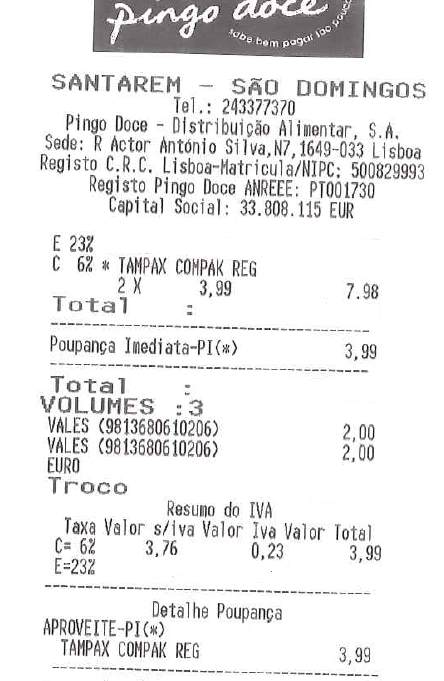 pingo doce
sabe bem pagar tão pouco
SANTAREM - SÃO DOMINGOS
Tel.: 243377370
Pingo Doce - Distribuição Alimentar, S.A.
Sede: R Actor António Silva,N7,1649-033 Lisboa
Registo C.R.C. Lisboa-Matricula/NIPC: 500829993
Registo Pingo Doce ANREEE: PT001730
Capital Social: 33.808.115 EUR
E 23%
C 6% * TAMPAX COMPAK REG
2 X 3,99 7.98
Total :
Poupança Imediata-PI(*) 3,99
Total :
VOLUMES :3
VALES (9813680610206) 2,00
VALES (9813680610206) 2,00
EURO
Troco
Resumo do IVA
Taxa Valor s/iva Valor Iva Valor Total
C= 6% 3,76 0,23 3,99
E=23%
Detalhe Poupança
APROVEITE-PI(*)
TAMPAX COMPAK REG 3,99